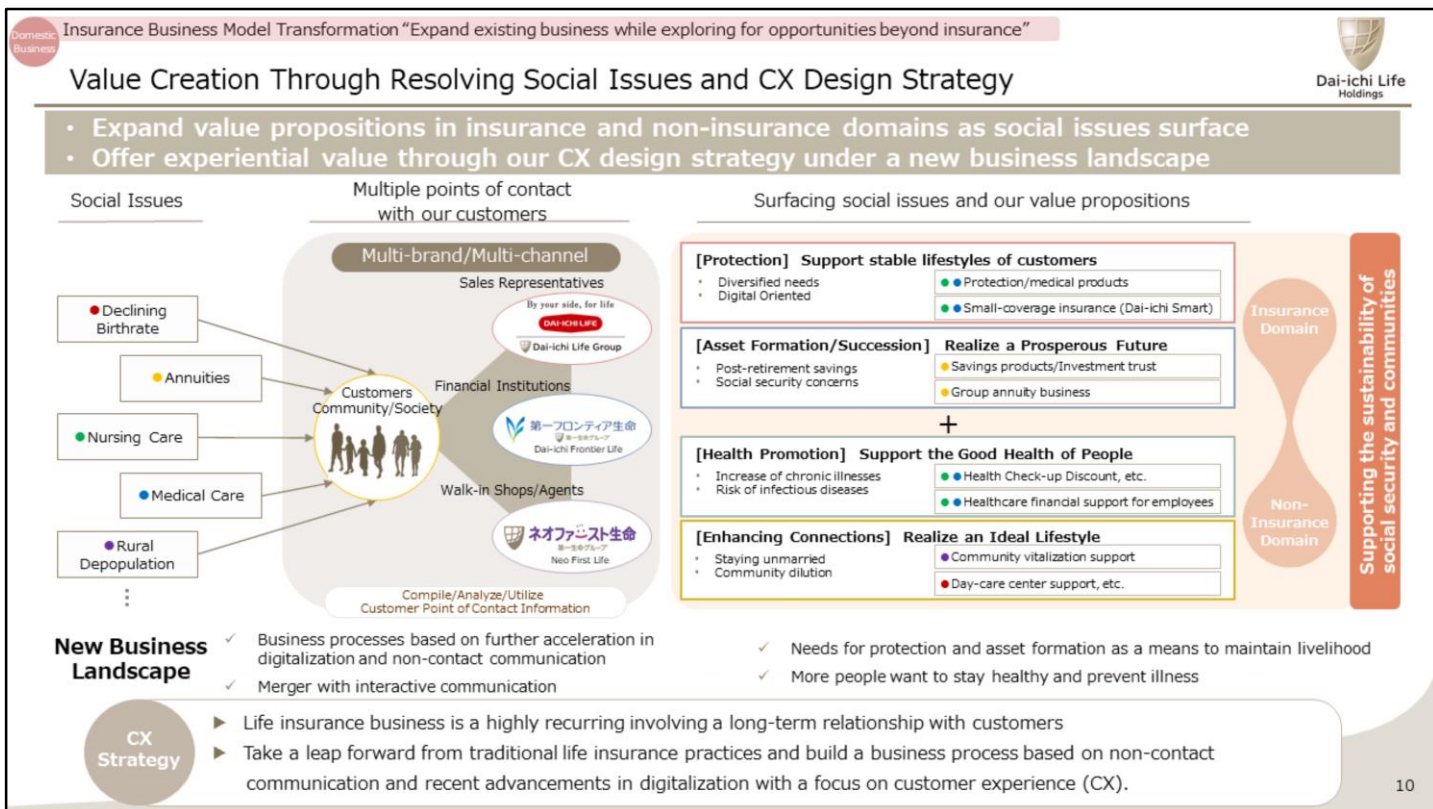 Domestic
Business
Insurance Business Model Transformation “Expand existing business while exploring for opportunities beyond insurance”
Value Creation Through Resolving Social Issues and CX Design Strategy
Dai-ichi Life
Holdings
• Expand value propositions in insurance and non-insurance domains as social issues surface
• Offer experiential value through our CX design strategy under a new business landscape
Social Issues
Multiple points of contact
with our customers
Surfacing social issues and our value propositions
Declining
Birthrate
Annuities
Nursing Care
Medical Care
Rural
Depopulation
⋮
Customers
Community/Society
Multi-brand/Multi-channel
Sales Representatives
By your side, for life
DAI-ICHI LIFE
Dai-ichi Life Group
Financial Institutions
第一フロンティア生命
第一生命グループ
Dai-ichi Frontier Life
Walk-in Shops/Agents
ネオファースト生命
第一生命グループ
Neo First Life
Compile/Analyze/Utilize
Customer Point of Contact Information
[Protection] Support stable lifestyles of customers
• Diversified needs
• Digital Oriented
Protection/medical products
Small-coverage insurance (Dai-ichi Smart)
[Asset Formation/Succession] Realize a Prosperous Future
• Post-retirement savings
• Social security concerns
Savings products/Investment trust
Group annuity business
+
[Health Promotion] Support the Good Health of People
• Increase of chronic illnesses
• Risk of infectious diseases
Health Check-up Discount, etc.
Healthcare financial support for employees
[Enhancing Connections] Realize an Ideal Lifestyle
• Staying unmarried
• Community dilution
Community vitalization support
Day-care center support, etc.
Insurance
Domain
Non-
Insurance
Domain
Supporting the sustainability of
social security and communities
New Business
Landscape
✓ Business processes based on further acceleration in
digitalization and non-contact communication
✓ Merger with interactive communication
✓ Needs for protection and asset formation as a means to maintain livelihood
✓ More people want to stay healthy and prevent illness
CX
Strategy
▶ Life insurance business is a highly recurring involving a long-term relationship with customers
▶ Take a leap forward from traditional life insurance practices and build a business process based on non-contact
communication and recent advancements in digitalization with a focus on customer experience (CX).
10